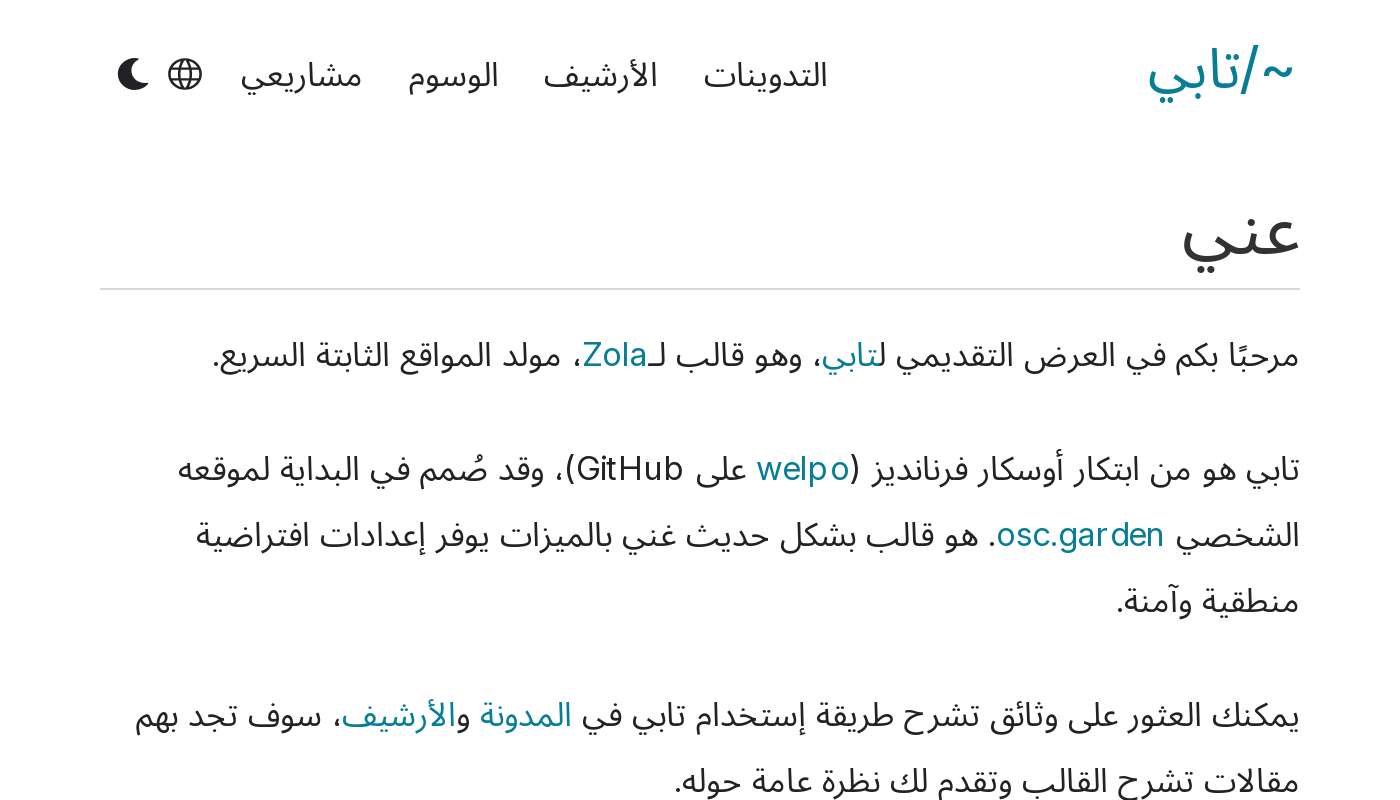 ~/تابي
التدوينات الأرشيف الوسوم مشاريعي
عني
مرحبًا بكم في العرض التقديمي لتابي، وهو قالب لـZola، مولد المواقع الثابتة السريع.
تابي هو من ابتكار أوسكار فرنانديز (welpo على GitHub)، وقد صُمم في البداية لموقعه
الشخصي osc.garden. هو قالب بشكل حديث غني بالميزات يوفر إعدادات افتراضية
منطقية وآمنة.
يمكنك العثور على وثائق تشرح طريقة إستخدام تابي في المدونة والأرشيف، سوف تجد بهم
مقالات تشرح القالب وتقدم لك نظرة عامة حوله.